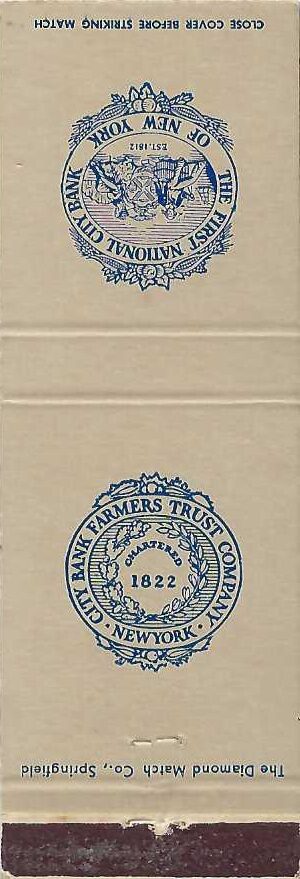 CLOSE COVER BEFORE STRIKING MATCH
THE FIRST NATIONAL CITY BANK
OF NEW YORK
EST. 1812
CITY BANK FARMERS TRUST COMPANY
· NEW YORK ·
CHARTERED
1822
The Diamond Match Co., Springfield